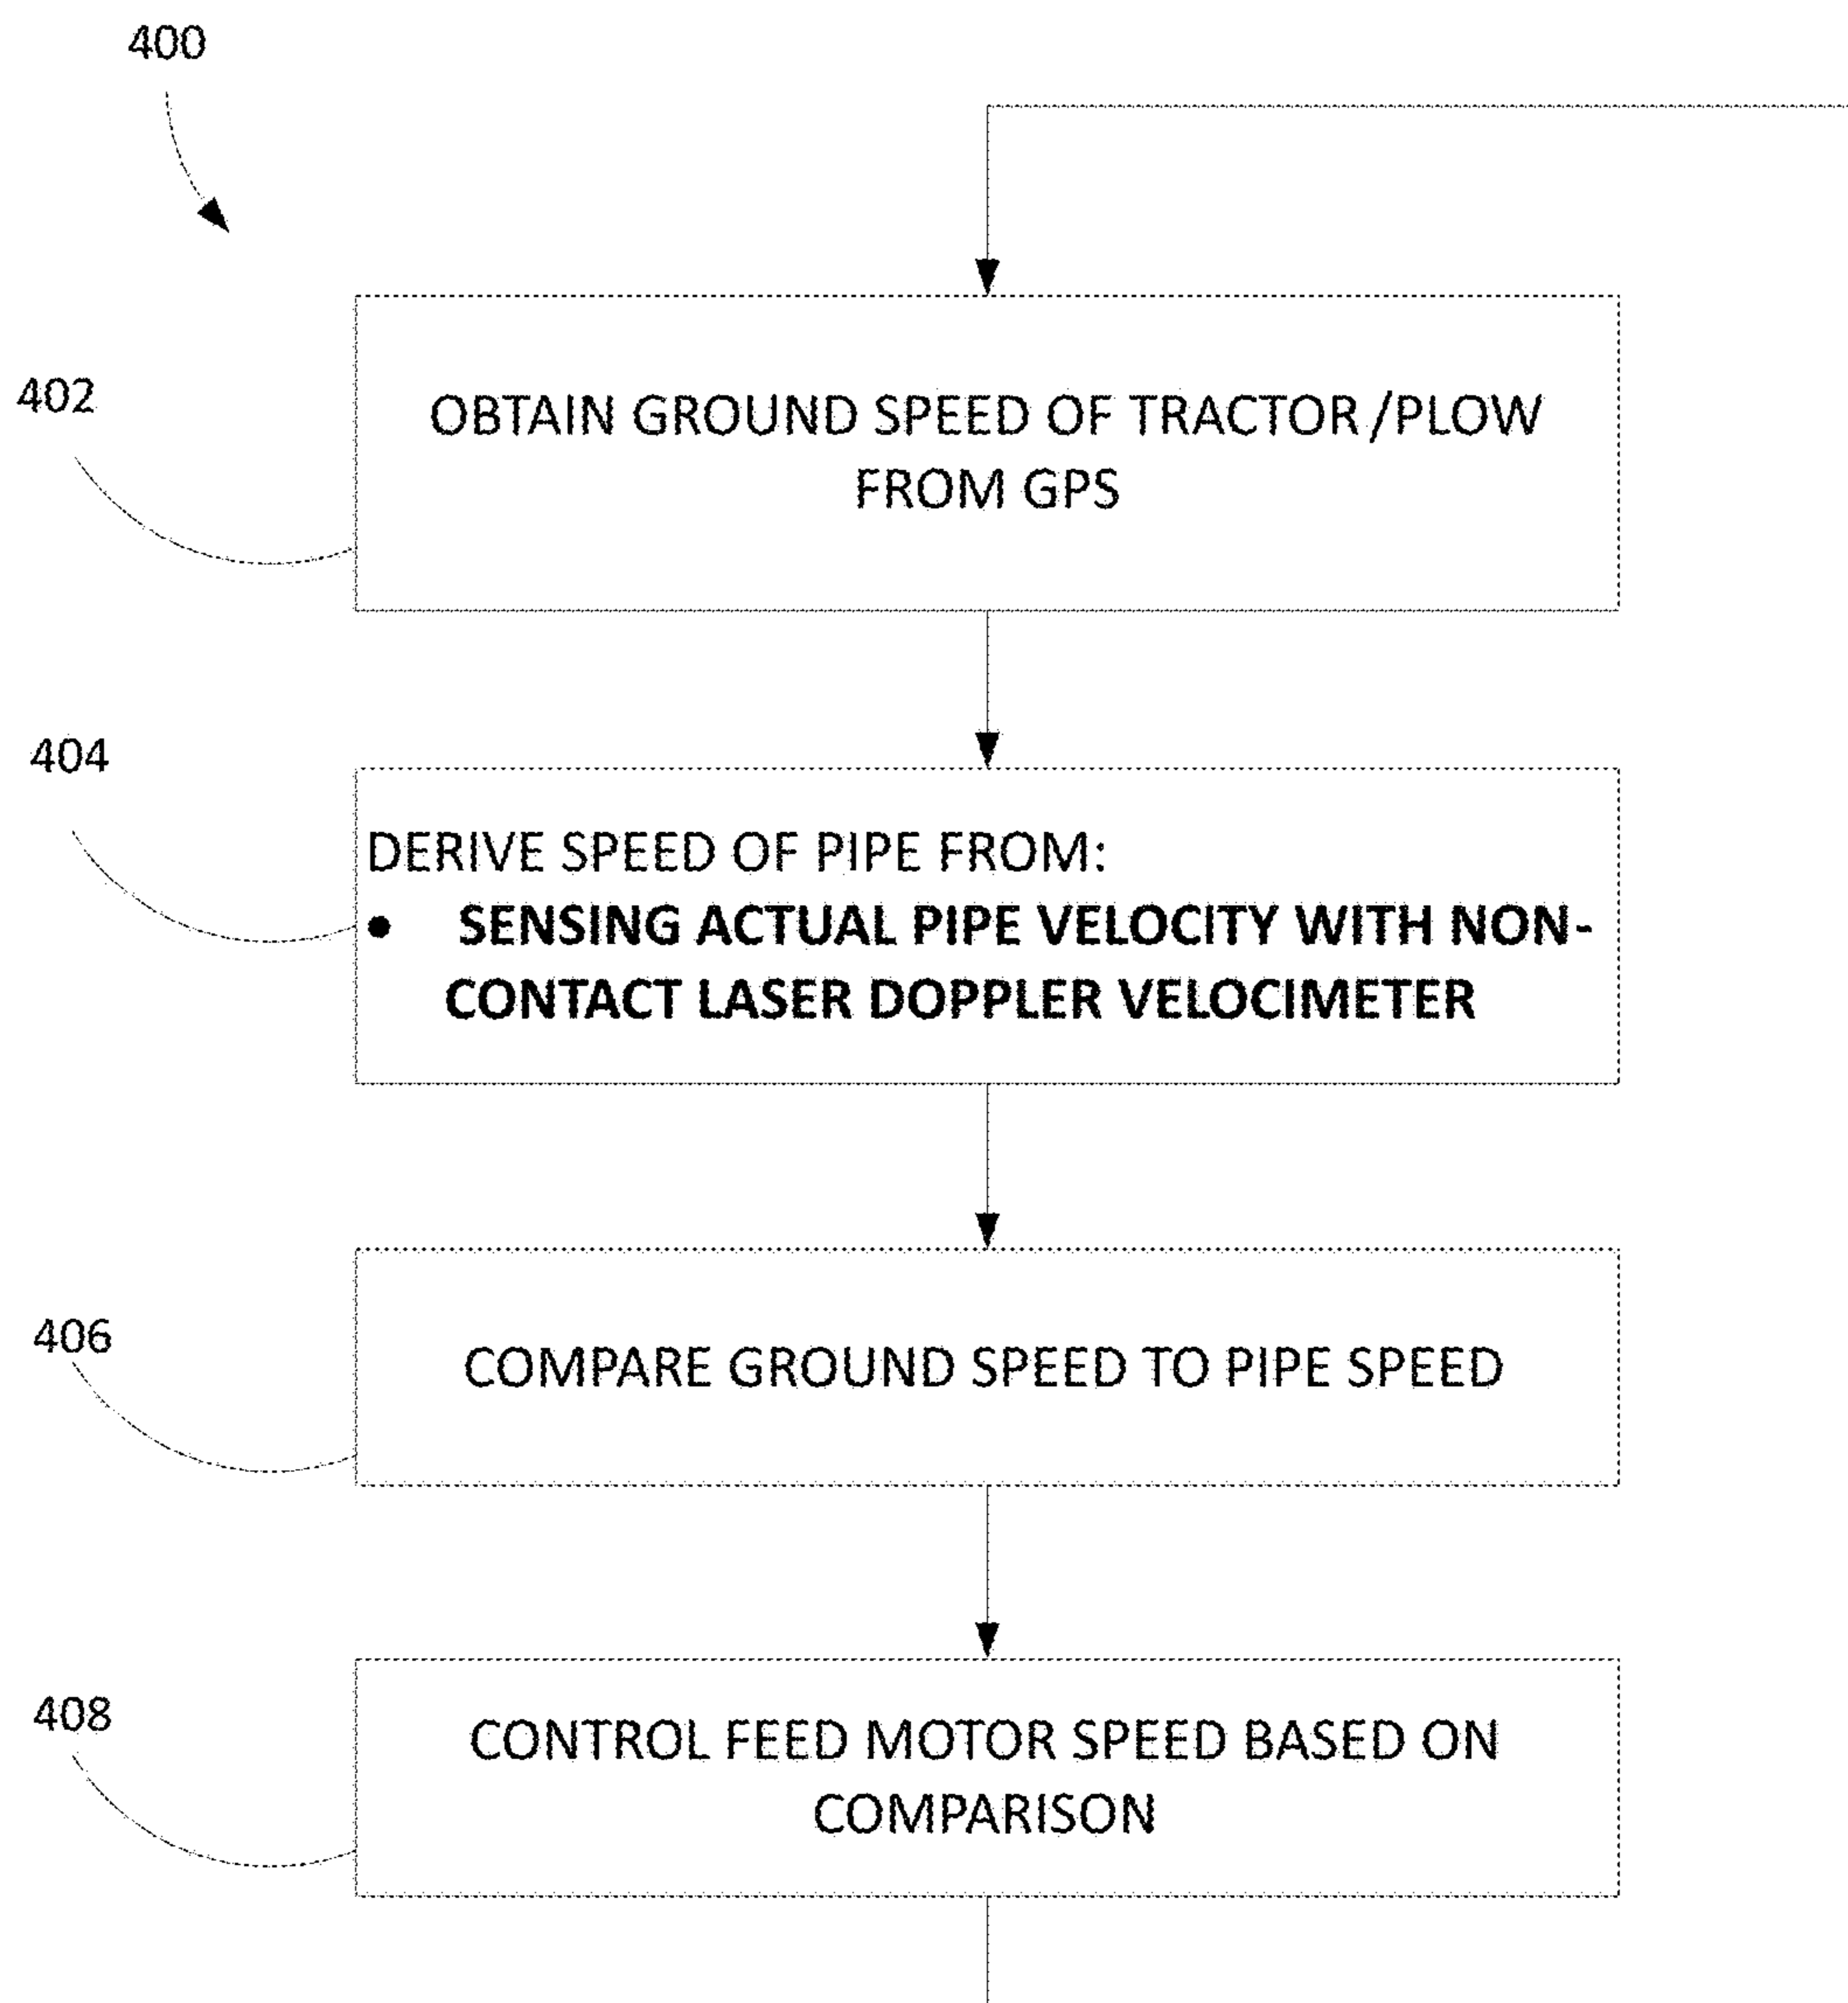 400
402
OBTAIN GROUND SPEED OF TRACTOR/PLOW
FROM GPS
404
DERIVE SPEED OF PIPE FROM:
• SENSING ACTUAL PIPE VELOCITY WITH NON-
CONTACT LASER DOPPLER VELOCIMETER
406
COMPARE GROUND SPEED TO PIPE SPEED
408
CONTROL FEED MOTOR SPEED BASED ON
COMPARISON